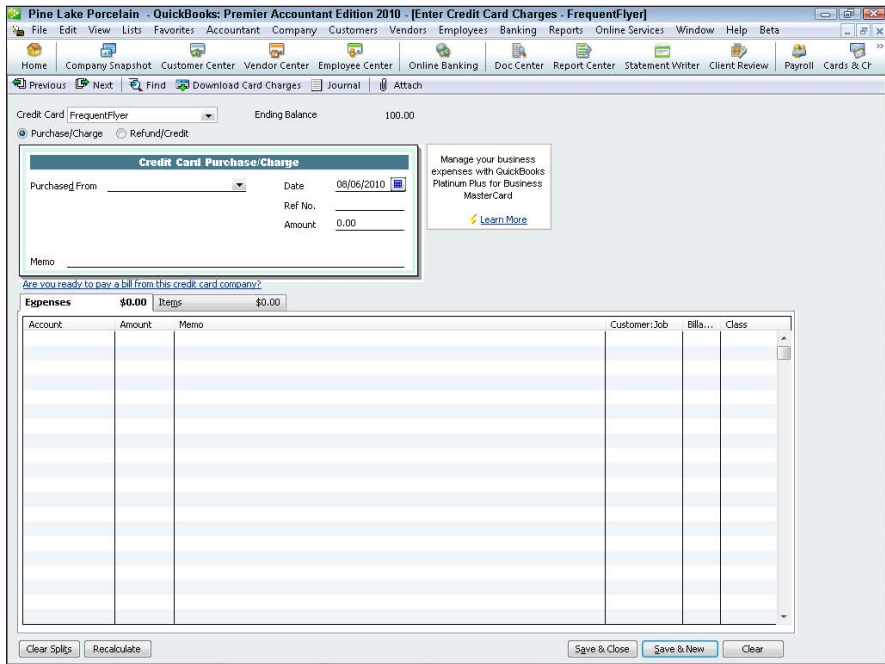 Pine Lake Porcelain - QuickBooks: Premier Accountant Edition 2010 - [Enter Credit Card Charges - FrequentFlyer]
File Edit View Lists Favorites Accountant Company Customers Vendors Employees Banking Reports Online Services Window Help Beta
Home Company Snapshot Customer Center Vendor Center Employee Center Online Banking Doc Center Report Center Statement Writer Client Review Payroll Cards & Ch
Previous Next Find Download Card Charges Journal Attach
Credit Card FrequentFlyer Ending Balance 100.00
Purchase/Charge Refund/Credit
Credit Card Purchase/Charge
Purchased From Date 08/06/2010
Ref No.
Amount 0.00
Memo
Manage your business
expenses with QuickBooks
Platinum Plus for Business
MasterCard
Learn More
Are you ready to pay a bill from this credit card company?
Expenses $0.00 Items $0.00
Account Amount Memo Customer:Job Billa... Class
Clear Splits Recalculate Save & Close Save & New Clear